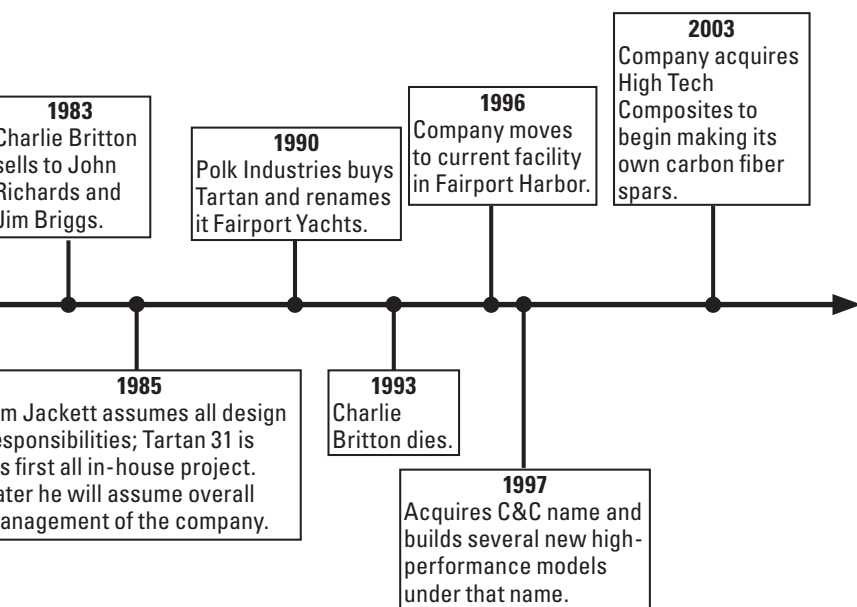 1983
Charlie Britton
sells to John
Richards and
Jim Briggs.
1985
m Jackett assumes all design
esponsibilities; Tartan 31 is
s first all in-house project.
ater he will assume overall
anagement of the company.
1990
Polk Industries buys
Tartan and renames
it Fairport Yachts.
1993
Charlie
Britton dies.
1996
Company moves
to current facility
in Fairport Harbor.
1997
Acquires C&C name and
builds several new high-
performance models
under that name.
2003
Company acquires
High Tech
Composites to
begin making its
own carbon fiber
spars.